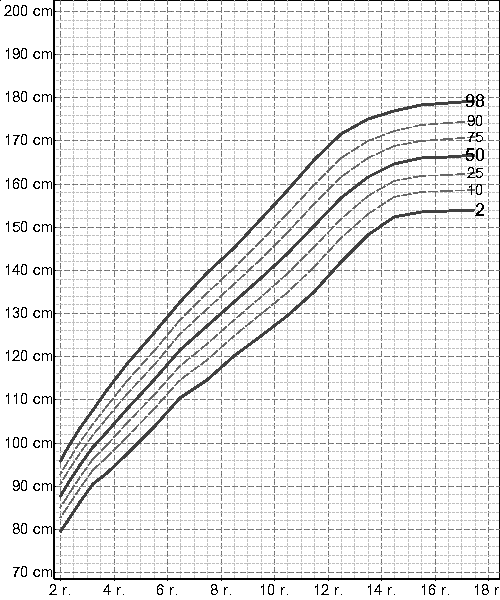 200 cm
190 cm
180 cm
170 cm
160 cm
150 cm
140 cm
130 cm
120 cm
110 cm
100 cm
90 cm
80 cm
70 cm
98
90
75
50
25
10
2
2 r. 4 r. 6 r. 8 r. 10 r. 12 r. 14 r. 16 r. 18 r